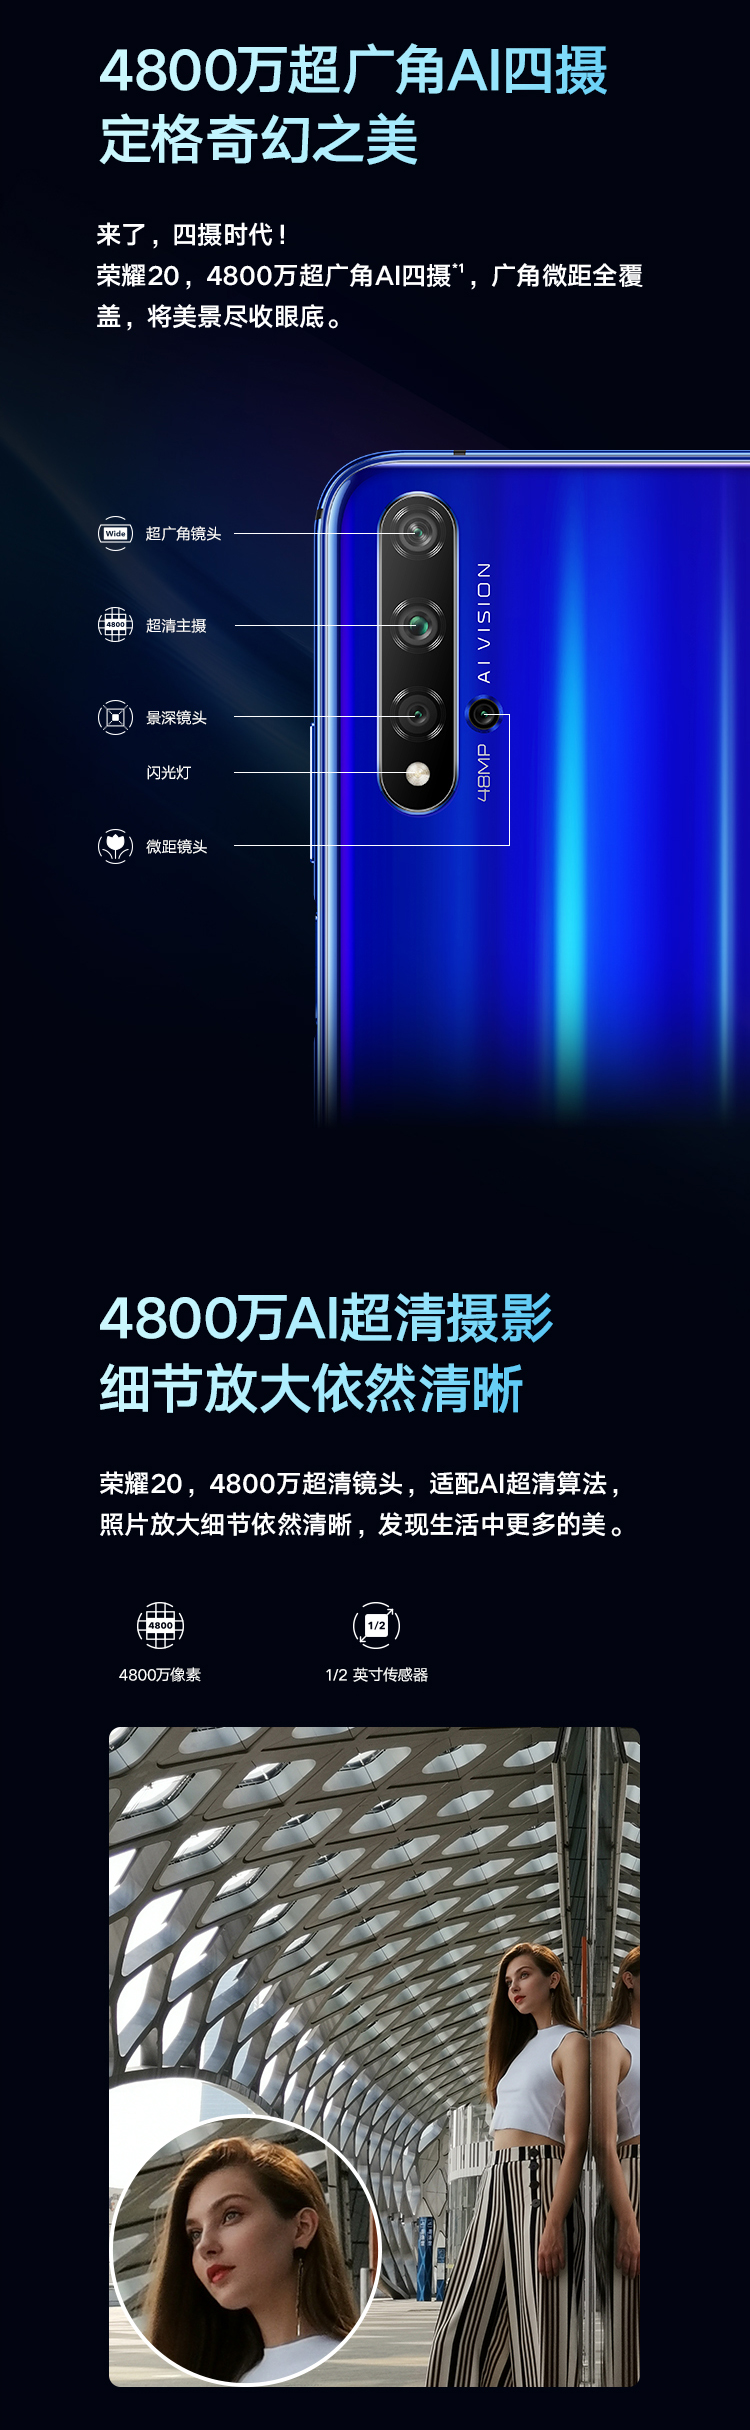 4800万超广角AI四摄
定格奇幻之美
来了，四摄时代！
荣耀20，4800万超广角AI四摄*1，广角微距全覆
盖，将美景尽收眼底。
Wide
超广角镜头
4800
超清主摄
景深镜头
闪光灯
微距镜头
AI VISION
48MP
4800万AI超清摄影
细节放大依然清晰
荣耀20，4800万超清镜头，适配AI超清算法，
照片放大细节依然清晰，发现生活中更多的美。
4800
4800万像素
1/2
1/2 英寸传感器